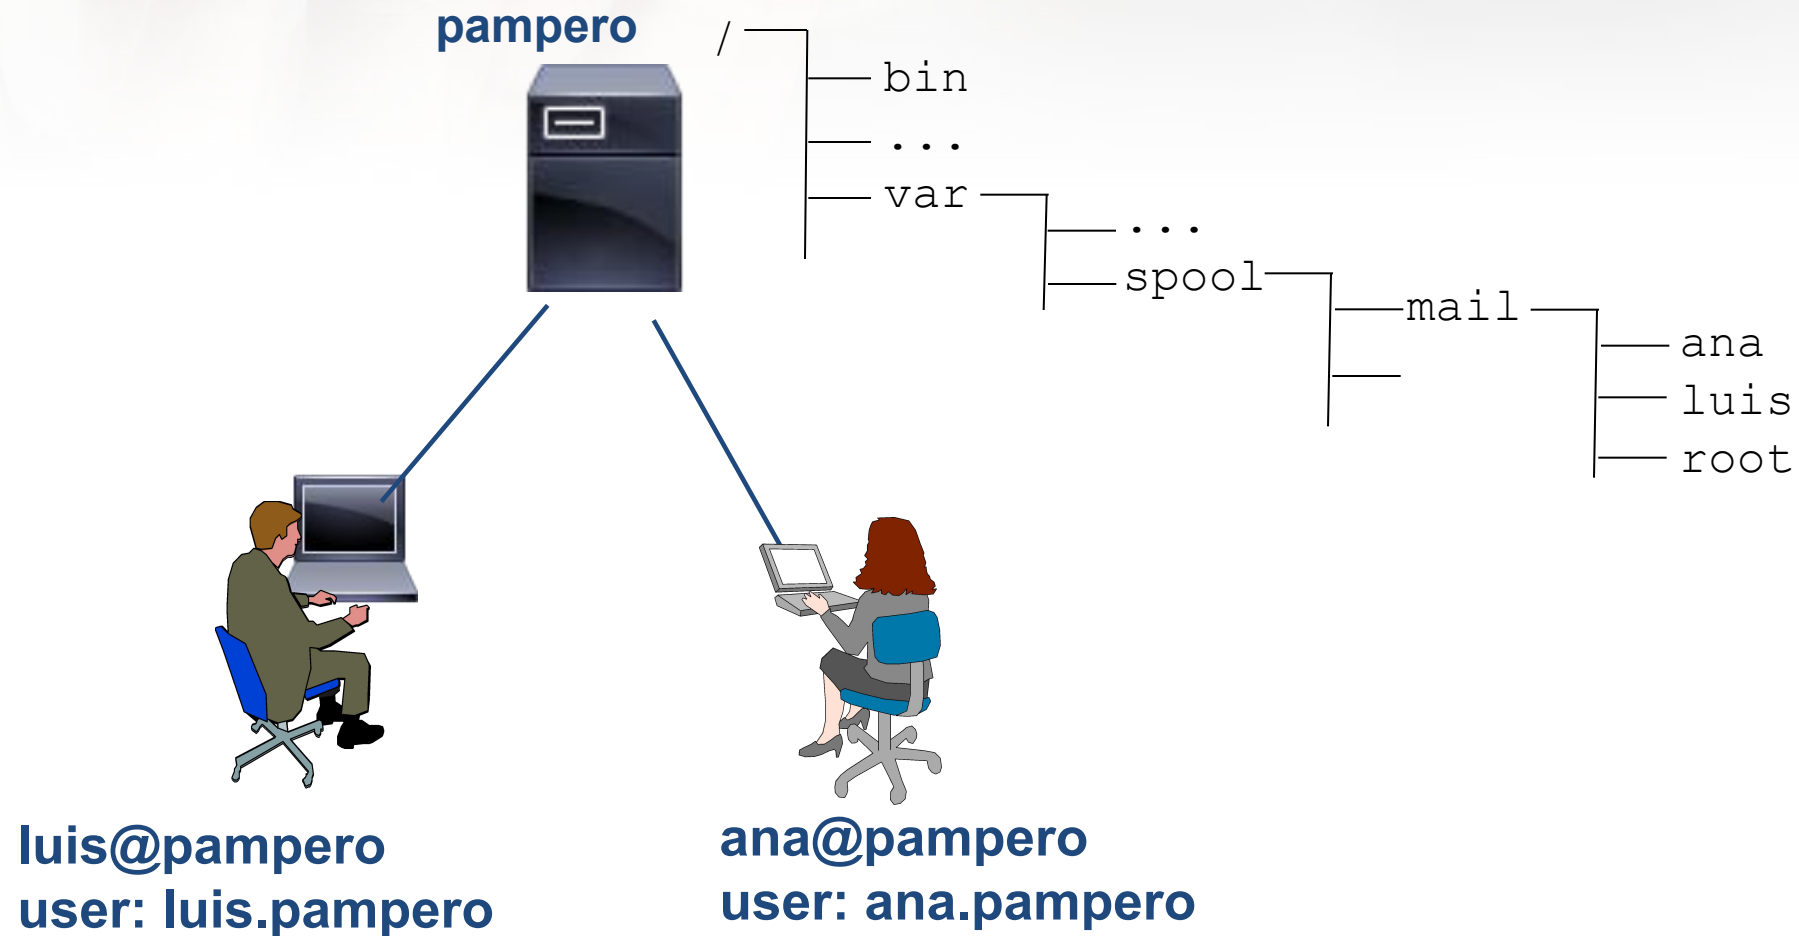 pampero
/
bin
...
var
...
spool
mail
ana
luis
root
luis@pampero
user: luis.pampero
ana@pampero
user: ana.pampero